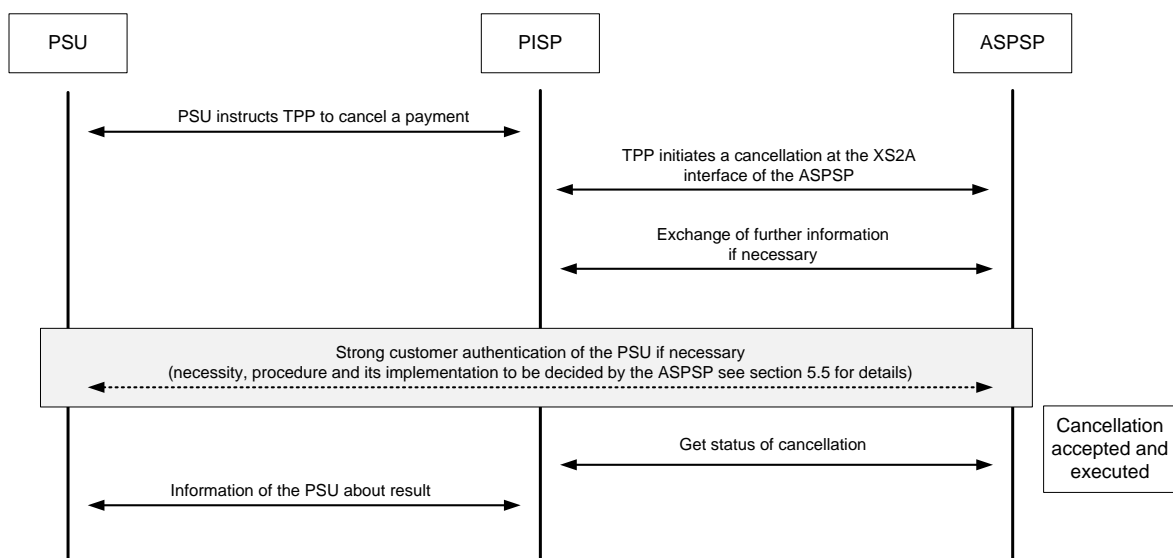 PSU
PISP
ASPSP
PSU instructs TPP to cancel a payment
TPP initiates a cancellation at the XS2A
interface of the ASPSP
Exchange of further information
if necessary
Strong customer authentication of the PSU if necessary
(necessity, procedure and its implementation to be decided by the ASPSP see section 5.5 for details)
Get status of cancellation
Cancellation
accepted and
executed
Information of the PSU about result